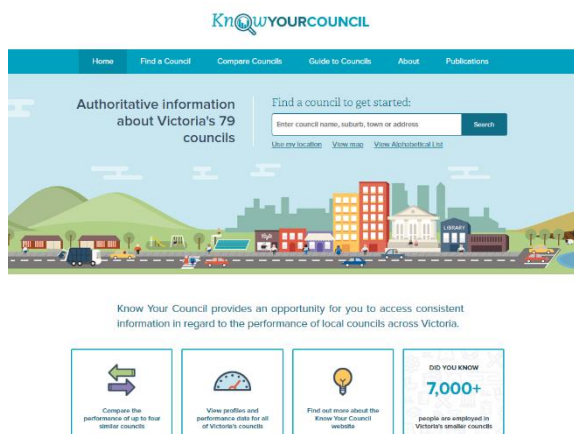 KnowYOURCOUNCIL
Home Find a Council Compare Councils Guide to Councils About Publications
Authoritative information
about Victoria's 79
councils
Find a council to get started:
Enter council name, suburb, town or address Search
Use my location View map View Alphabetical List
LIBRARY
Know Your Council provides an opportunity for you to access consistent
information in regard to the performance of local councils across Victoria.
Compare the
performance of up to four
similar councils
View profiles and
performance data for all
of Victoria's councils
Find out more about the
Know Your Council
website
DID YOU KNOW
7,000+
people are employed in
Victoria's smaller councils